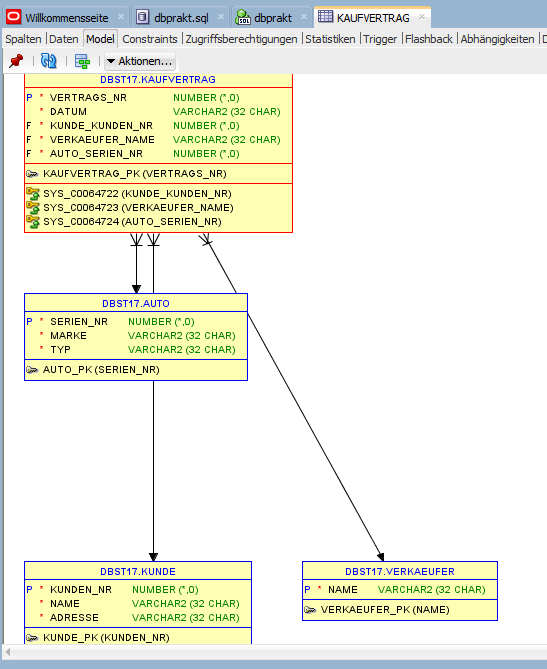 Willkommensseite dbprakt.sql dbprakt KAUFVERTRAG
Spalten Daten Model Constraints Zugriffsberechtigungen Statistiken Trigger Flashback Abhängigkeiten D
Aktionen...
DBST17.KAUFVERTRAG
P * VERTRAGS_NR NUMBER (*,0)
* DATUM VARCHAR2 (32 CHAR)
F * KUNDE_KUNDEN_NR NUMBER (*,0)
F * VERKAEUFER_NAME VARCHAR2 (32 CHAR)
F * AUTO_SERIEN_NR NUMBER (*,0)
KAUFVERTRAG_PK (VERTRAGS_NR)
SYS_C0064722 (KUNDE_KUNDEN_NR)
SYS_C0064723 (VERKAEUFER_NAME)
SYS_C0064724 (AUTO_SERIEN_NR)
DBST17.AUTO
P * SERIEN_NR NUMBER (*,0)
* MARKE VARCHAR2 (32 CHAR)
* TYP VARCHAR2 (32 CHAR)
AUTO_PK (SERIEN_NR)
DBST17.KUNDE
P * KUNDEN_NR NUMBER (*,0)
* NAME VARCHAR2 (32 CHAR)
* ADRESSE VARCHAR2 (32 CHAR)
KUNDE_PK (KUNDEN_NR)
DBST17.VERKAEUFER
P * NAME VARCHAR2 (32 CHAR)
VERKAEUFER_PK (NAME)